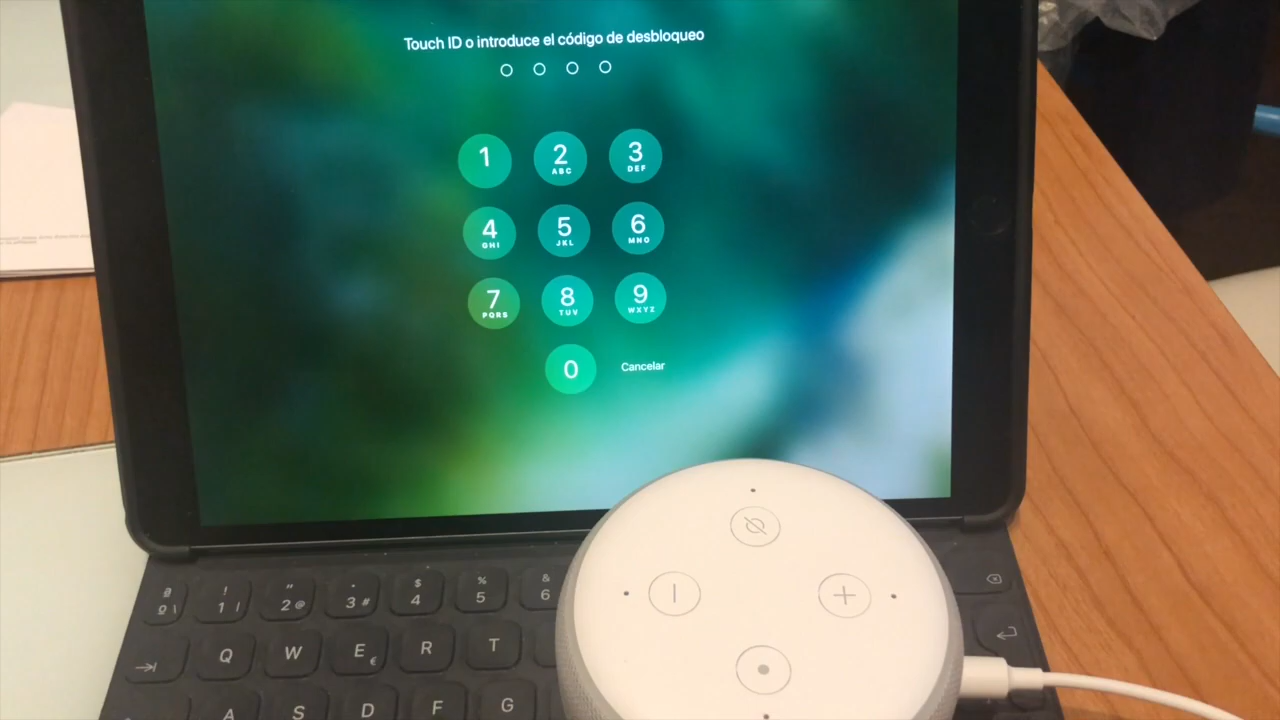 Touch ID o introduce el código de desbloqueo
1 2 3
ABC DEF
4 5 6
GHI JKL MNO
7 8 9
PQRS TUV WXYZ
0 Cancelar
ª ! " · $ % &
º \ 1 | 2 @ 3 # 4 5 6
Q W E € R T
A S D F G